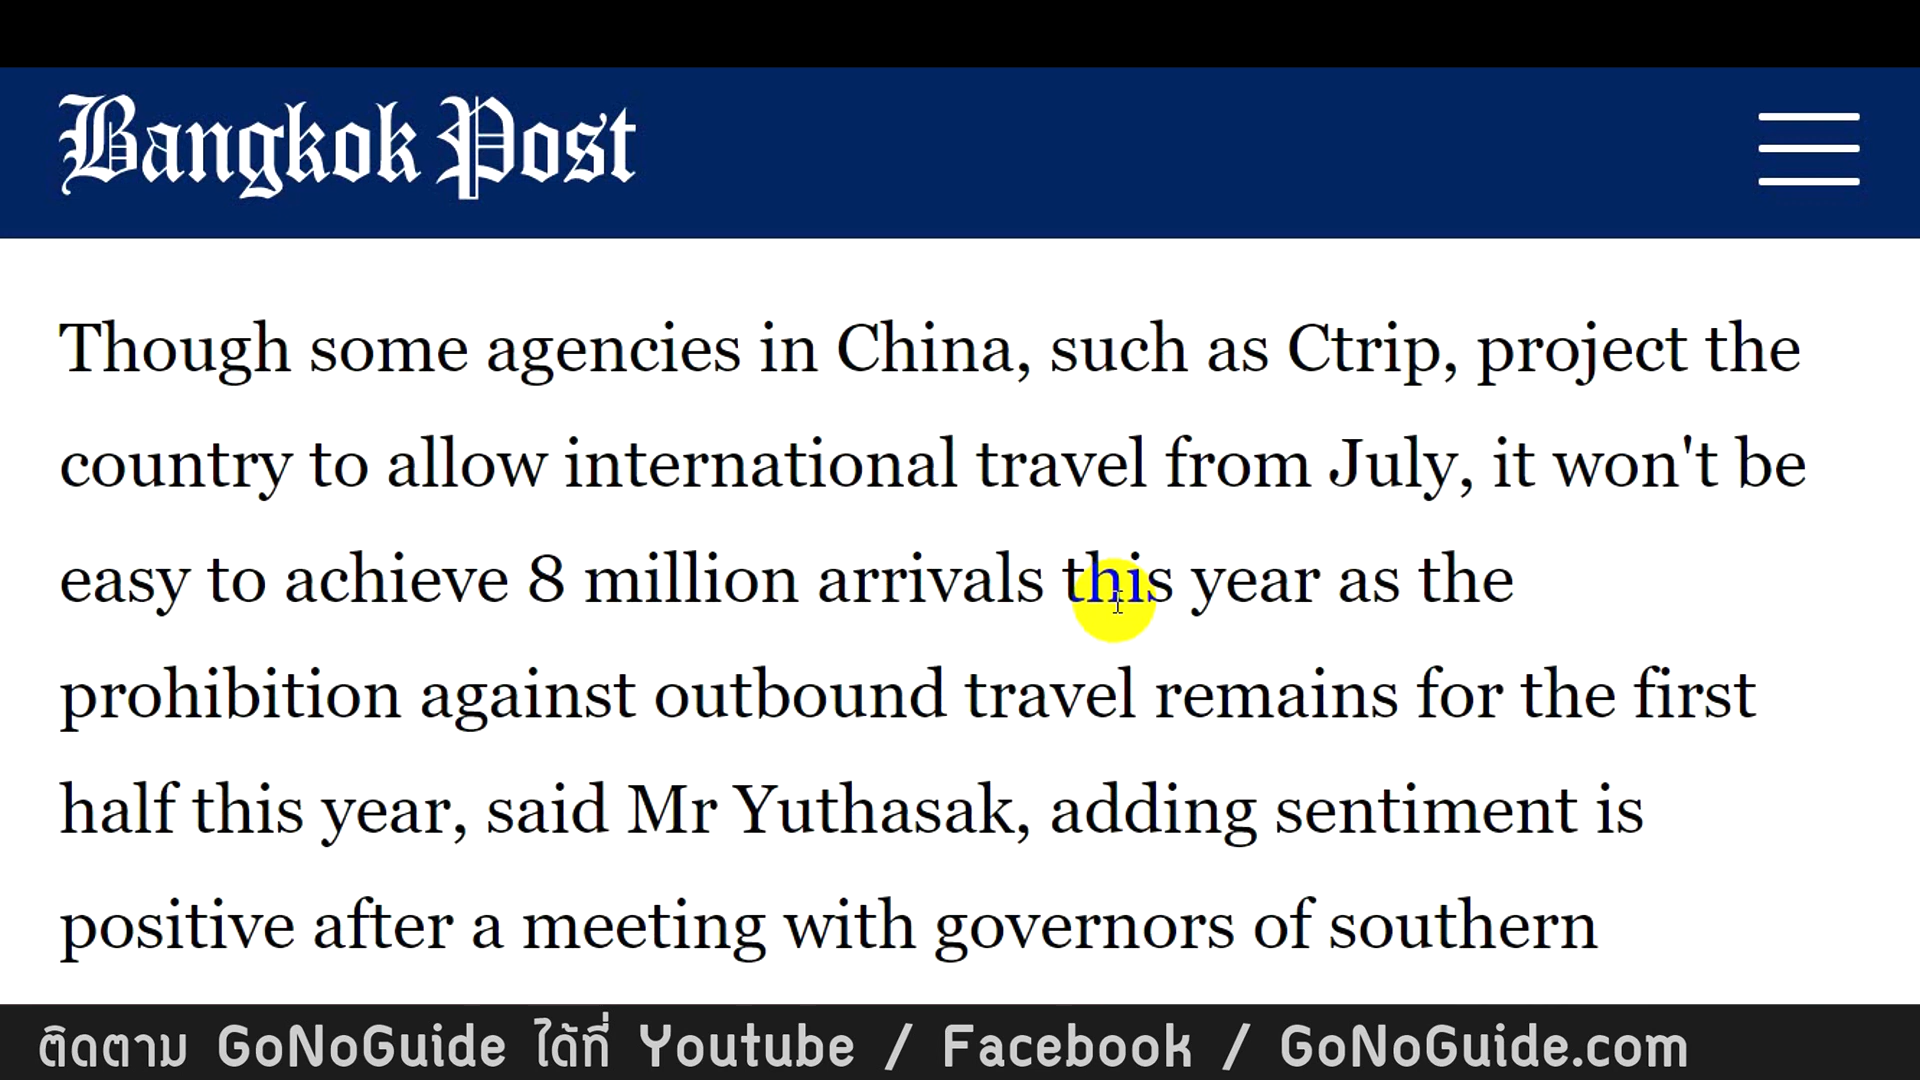 Bangkok Post
Though some agencies in China, such as Ctrip, project the
country to allow international travel from July, it won't be
easy to achieve 8 million arrivals this year as the
prohibition against outbound travel remains for the first
half this year, said Mr Yuthasak, adding sentiment is
positive after a meeting with governors of southern
ติดตาม GoNoGuide ได้ที่ Youtube / Facebook / GoNoGuide.com